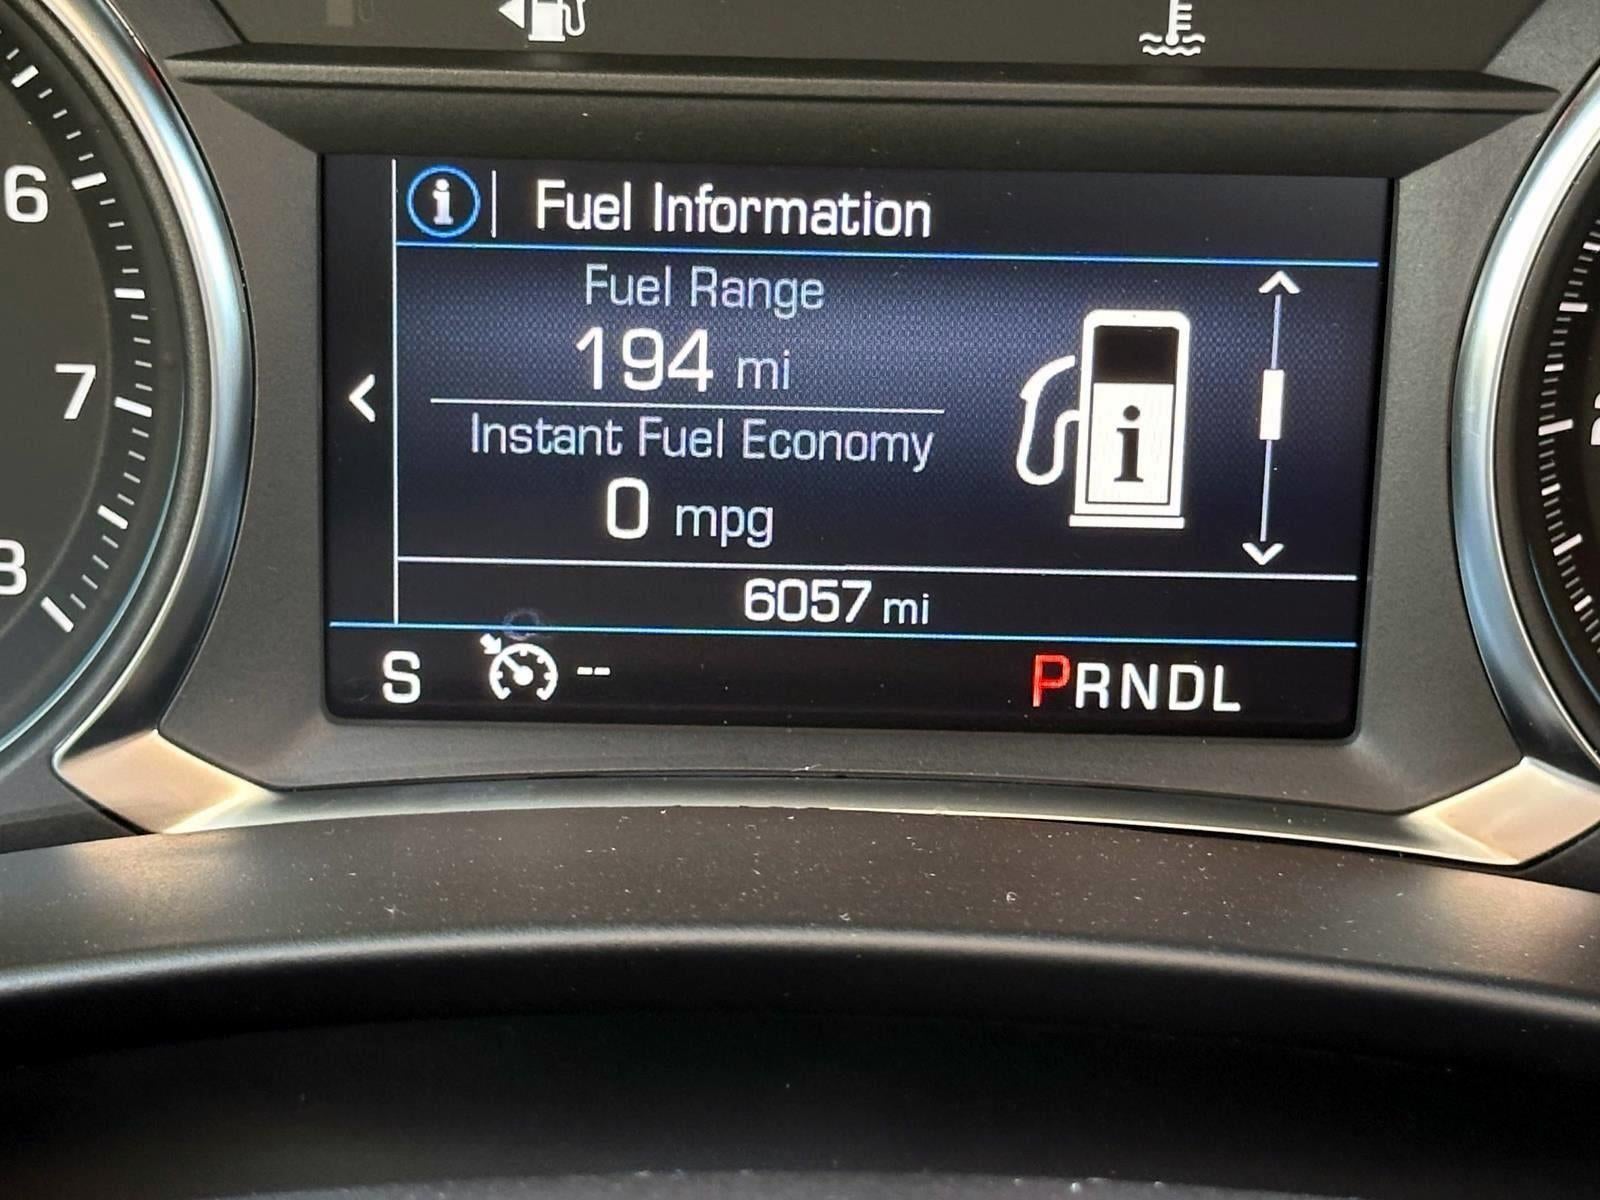 6
7
8
i Fuel Information
Fuel Range
194 mi
Instant Fuel Economy
0 mpg
i
6057 mi
S -- PRNDL